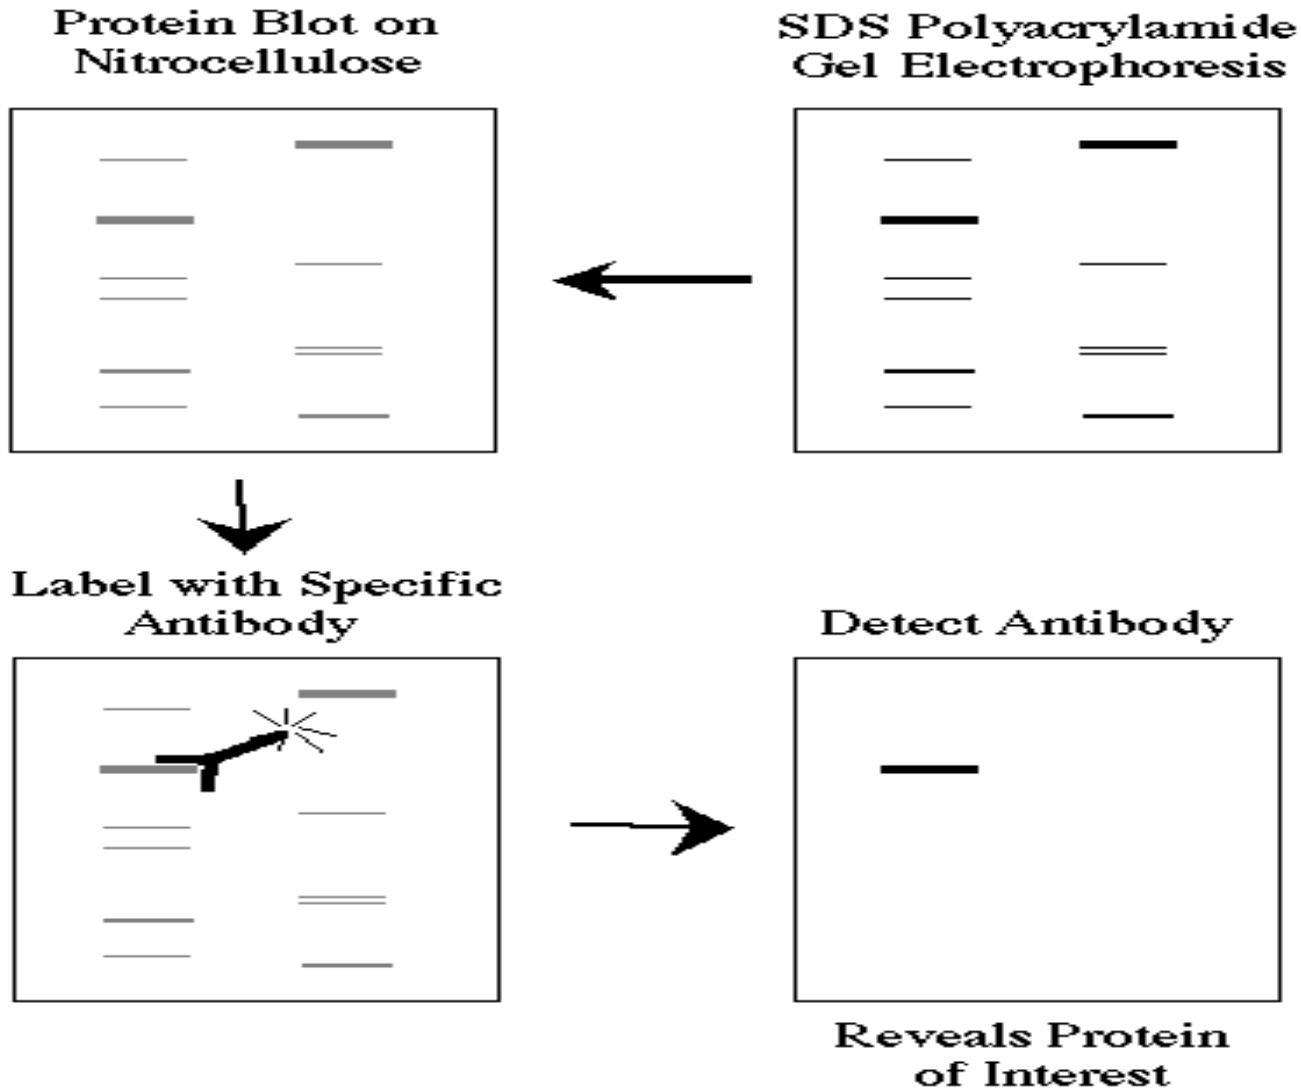 Protein Blot on
Nitrocellulose
SDS Polyacrylamide
Gel Electrophoresis
Label with Specific
Antibody
Detect Antibody
Reveals Protein
of Interest